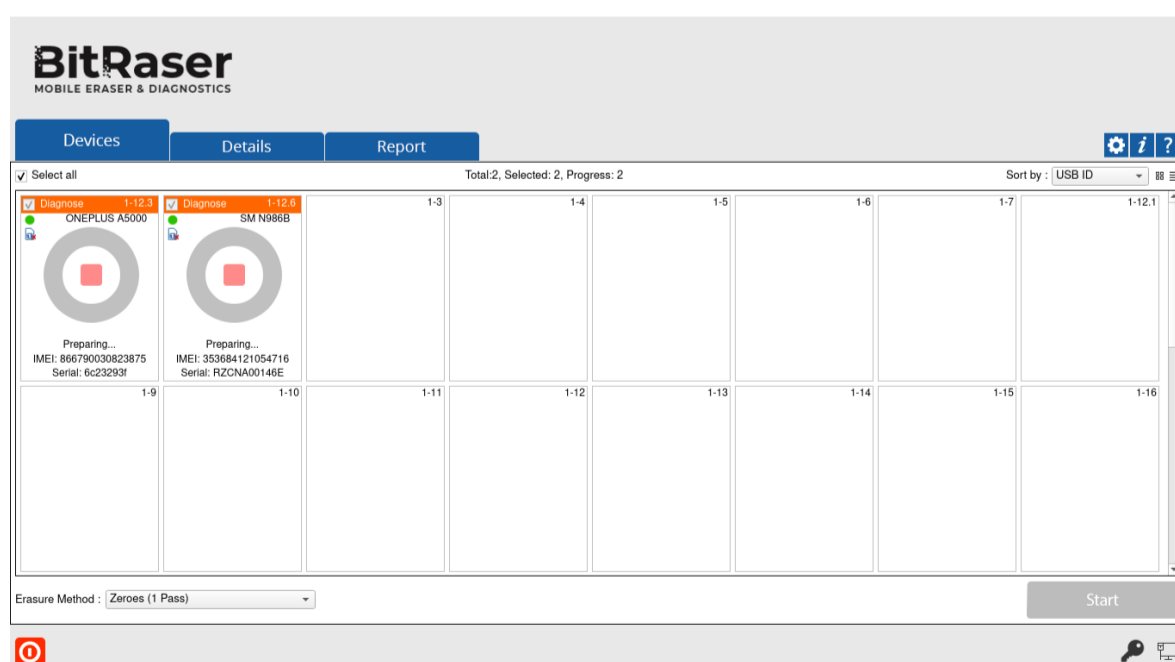 BitRaser
MOBILE ERASER & DIAGNOSTICS
Devices
Details
Report
i
?
Select all
Total:2, Selected: 2, Progress: 2
Sort by : USB ID
Diagnose 1-12.3
ONEPLUS A5000
Preparing...
IMEI: 866790030823875
Serial: 6c23293f
Diagnose 1-12.6
SM N986B
Preparing...
IMEI: 353684121054716
Serial: RZCNA00146E
1-3
1-4
1-5
1-6
1-7
1-12.1
1-9
1-10
1-11
1-12
1-13
1-14
1-15
1-16
Erasure Method : Zeroes (1 Pass)
Start